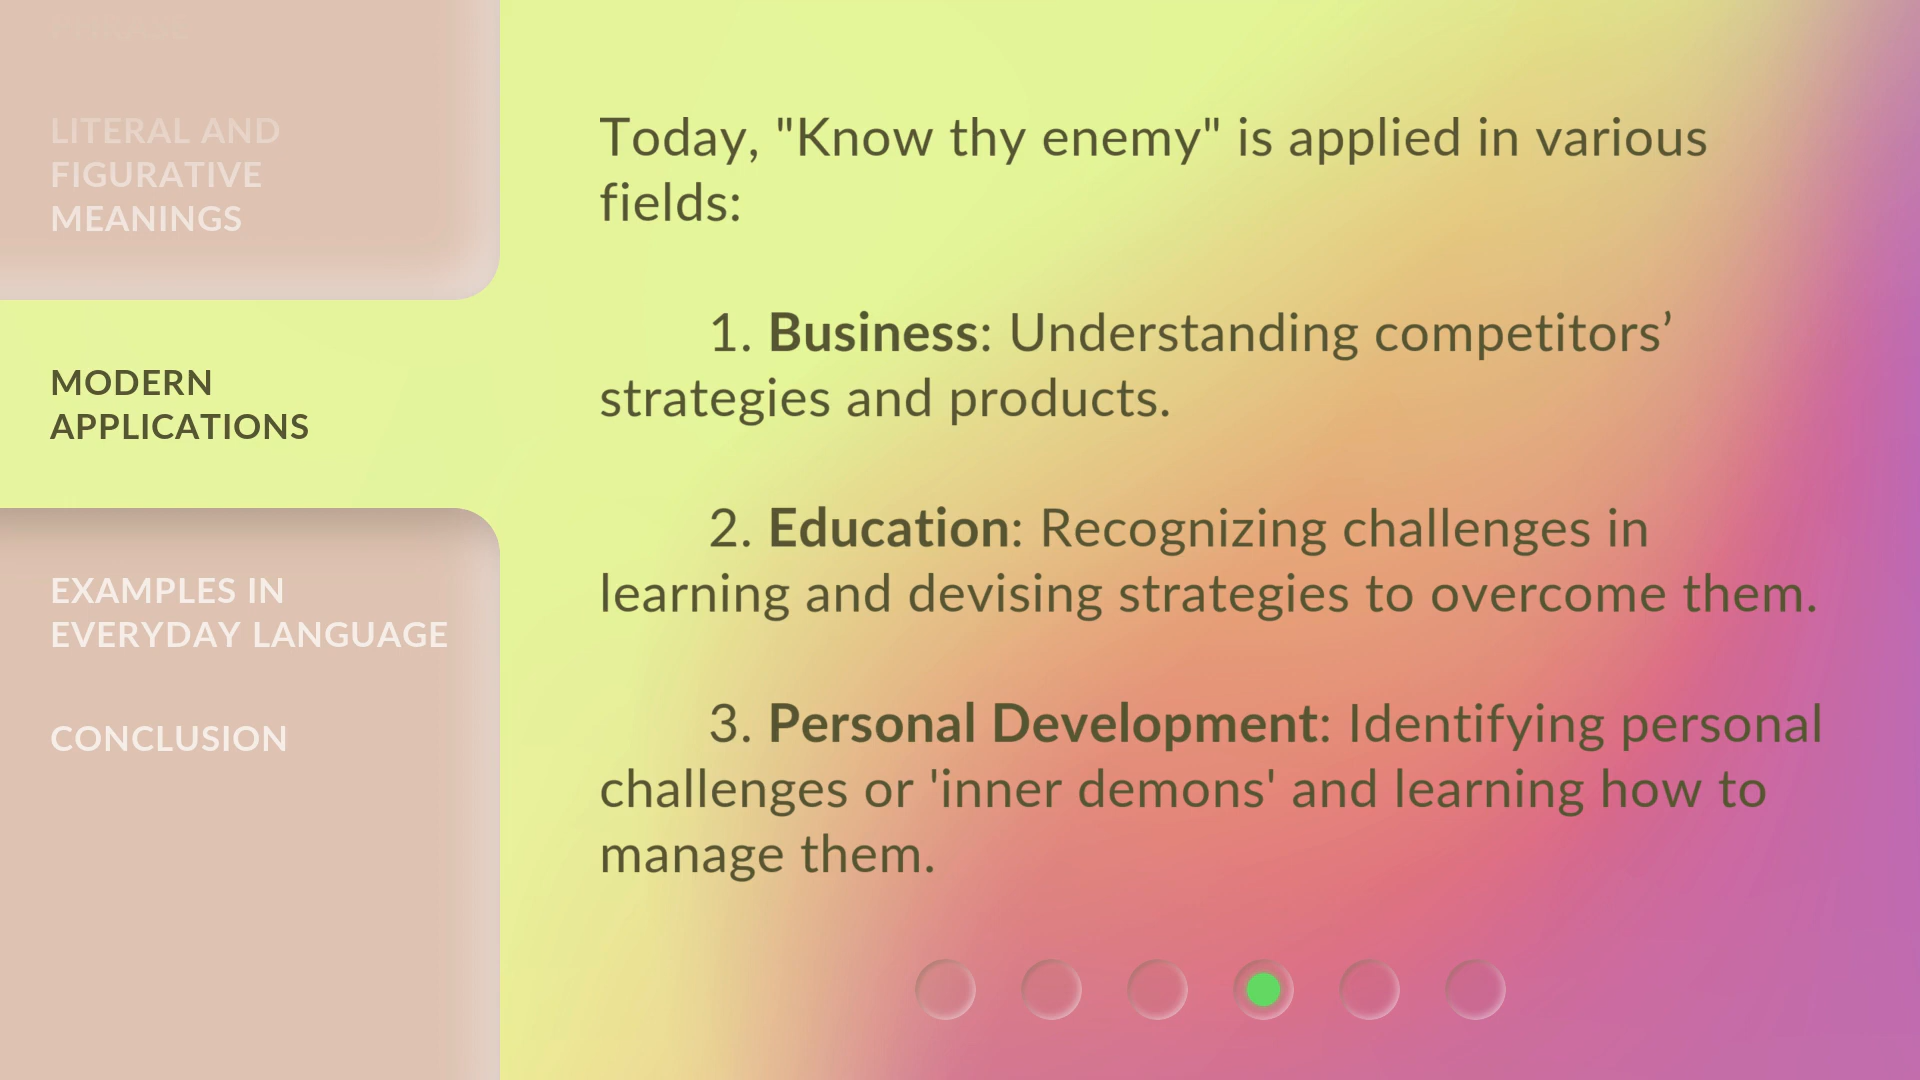 LITERAL AND
FIGURATIVE
MEANINGS
MODERN
APPLICATIONS
EXAMPLES IN
EVERYDAY LANGUAGE
CONCLUSION
Today, "Know thy enemy" is applied in various
fields:
1. Business: Understanding competitors’
strategies and products.
2. Education: Recognizing challenges in
learning and devising strategies to overcome them.
3. Personal Development: Identifying personal
challenges or 'inner demons' and learning how to
manage them.